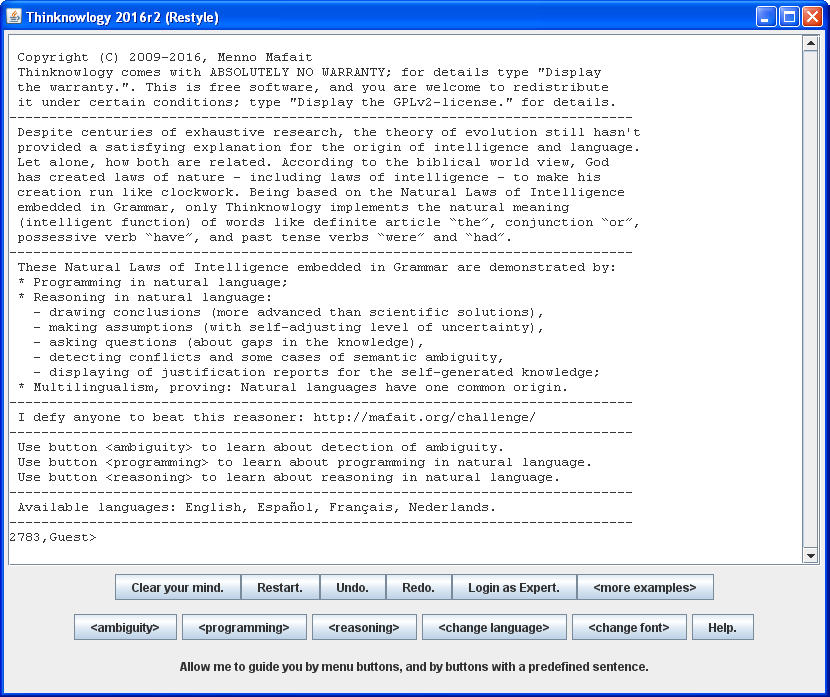 Thinknowlogy 2016r2 (Restyle)
Copyright (C) 2009-2016, Menno Mafait
Thinknowlogy comes with ABSOLUTELY NO WARRANTY; for details type "Display
the warranty.". This is free software, and you are welcome to redistribute
it under certain conditions; type "Display the GPLv2-license." for details.
------------------------------------------------------------------------------
Despite centuries of exhaustive research, the theory of evolution still hasn't
provided a satisfying explanation for the origin of intelligence and language.
Let alone, how both are related. According to the biblical world view, God
has created laws of nature - including laws of intelligence - to make his
creation run like clockwork. Being based on the Natural Laws of Intelligence
embedded in Grammar, only Thinknowlogy implements the natural meaning
(intelligent function) of words like definite article “the”, conjunction “or”,
possessive verb “have”, and past tense verbs “were” and “had”.
------------------------------------------------------------------------------
These Natural Laws of Intelligence embedded in Grammar are demonstrated by:
* Programming in natural language;
* Reasoning in natural language:
- drawing conclusions (more advanced than scientific solutions),
- making assumptions (with self-adjusting level of uncertainty),
- asking questions (about gaps in the knowledge),
- detecting conflicts and some cases of semantic ambiguity,
- displaying of justification reports for the self-generated knowledge;
* Multilingualism, proving: Natural languages have one common origin.
------------------------------------------------------------------------------
I defy anyone to beat this reasoner: http://mafait.org/challenge/
------------------------------------------------------------------------------
Use button <ambiguity> to learn about detection of ambiguity.
Use button <programming> to learn about programming in natural language.
Use button <reasoning> to learn about reasoning in natural language.
------------------------------------------------------------------------------
Available languages: English, Español, Français, Nederlands.
------------------------------------------------------------------------------
2783,Guest>
Clear your mind. Restart. Undo. Redo. Login as Expert. <more examples>
<ambiguity> <programming> <reasoning> <change language> <change font> Help.
Allow me to guide you by menu buttons, and by buttons with a predefined sentence.